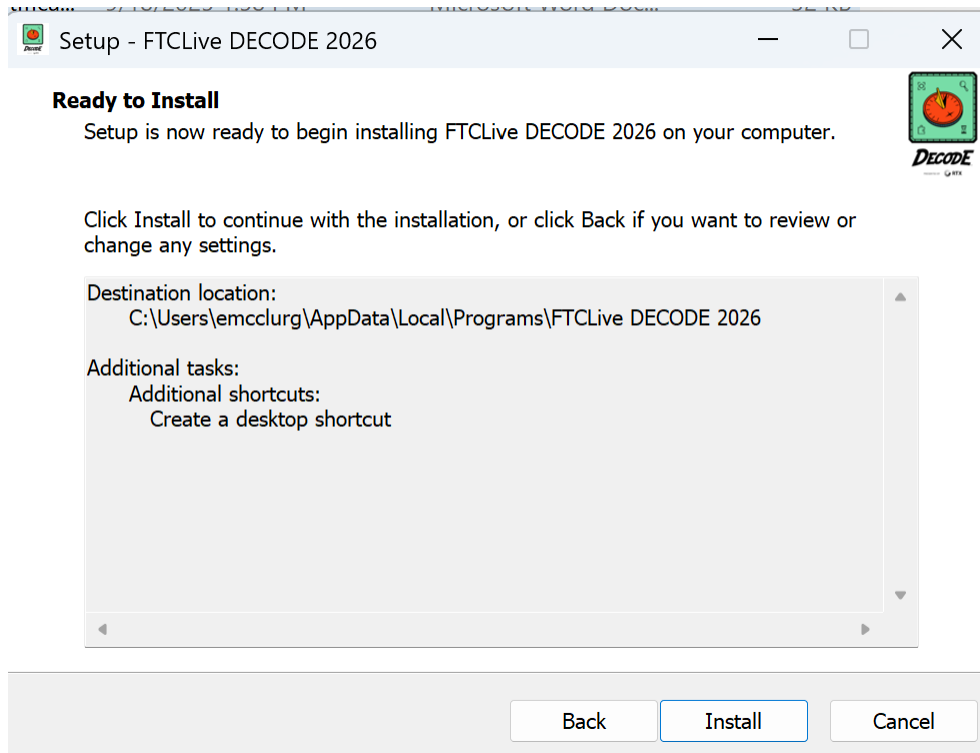 Setup - FTCLive DECODE 2026
Ready to Install
Setup is now ready to begin installing FTCLive DECODE 2026 on your computer.
DECODE
RTX
Click Install to continue with the installation, or click Back if you want to review or
change any settings.
Destination location:
C:\Users\emcclurg\AppData\Local\Programs\FTCLive DECODE 2026
Additional tasks:
Additional shortcuts:
Create a desktop shortcut
Back
Install
Cancel